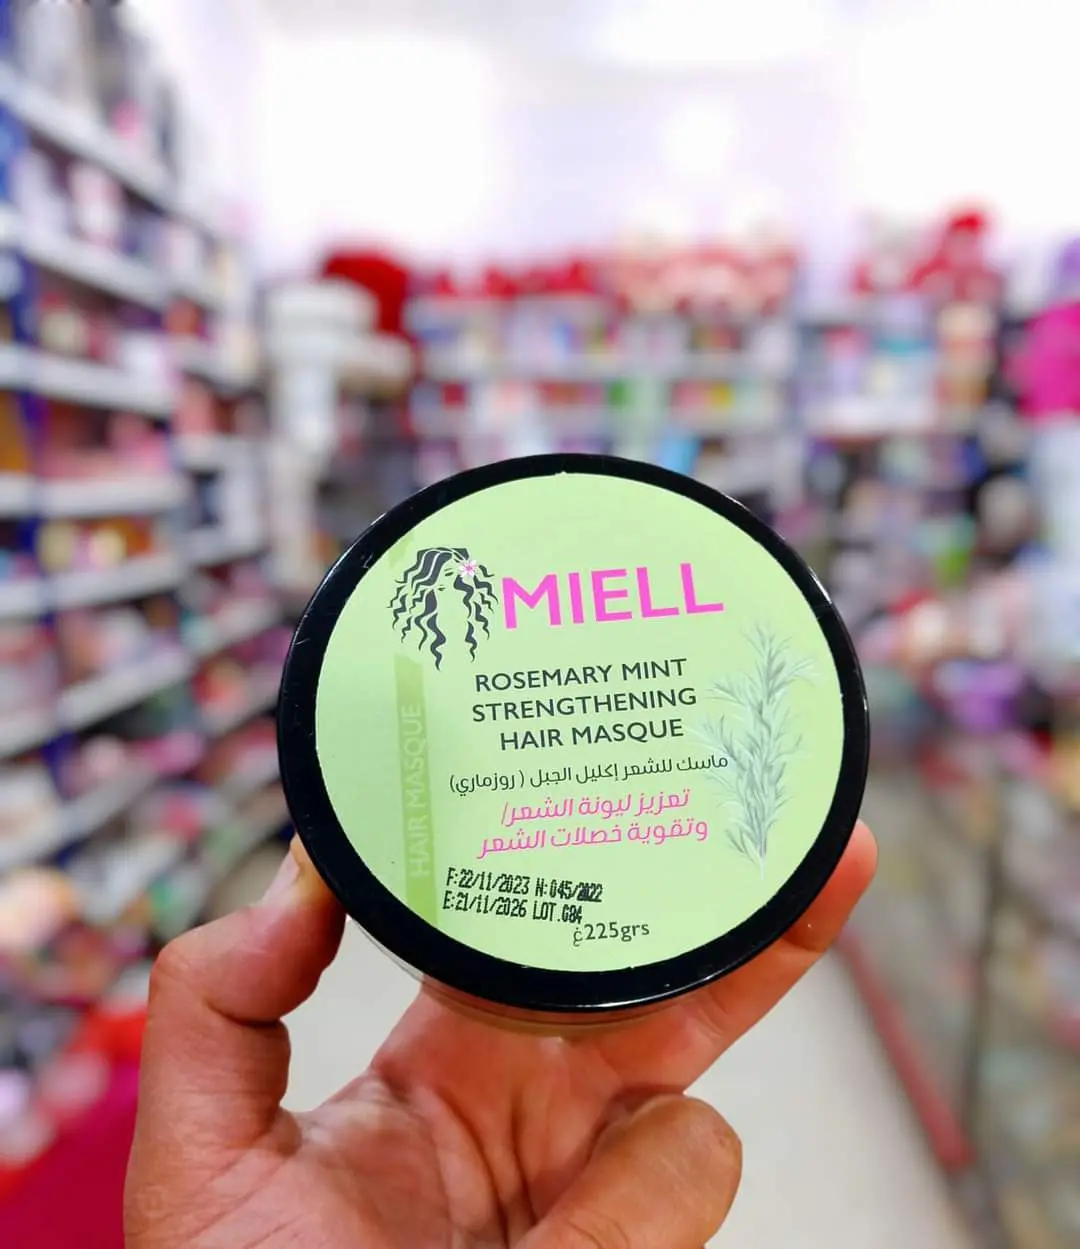 MIELL
ROSEMARY MINT
STRENGTHENING
HAIR MASQUE
ماسك للشعر إكليل الجبل ( روزماري)
تعزيز ليونة الشعر/
وتقوية خصلات الشعر
HAIR MASQUE
F:22/11/2023 N:045/2022
E:21/11/2026 LOT.G84
225grs غ